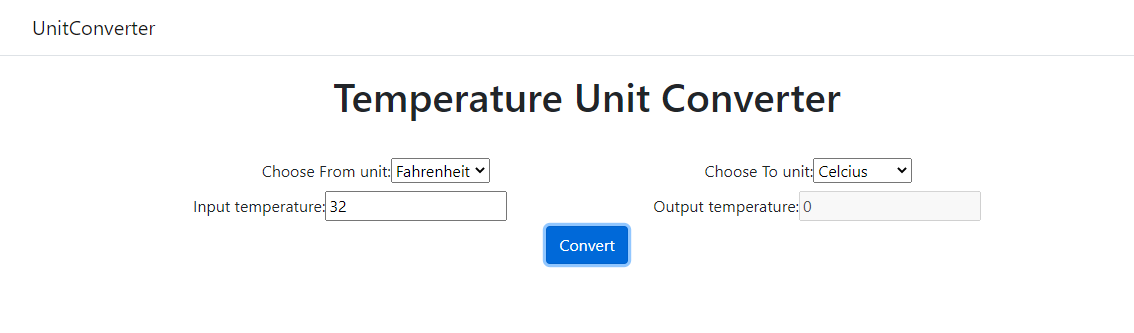 UnitConverter
Temperature Unit Converter
Choose From unit: Fahrenheit
Choose To unit: Celcius
Input temperature: 32
Output temperature: 0
Convert